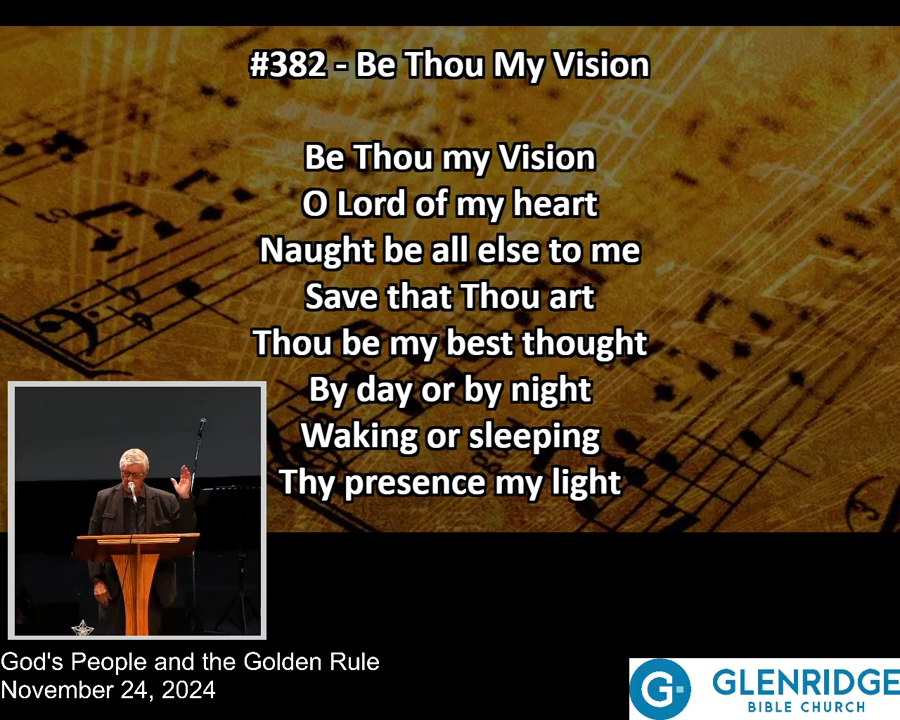 #382 - Be Thou My Vision
Be Thou my Vision
O Lord of my heart
Naught be all else to me
Save that Thou art
Thou be my best thought
By day or by night
Waking or sleeping
Thy presence my light
God's People and the Golden Rule
November 24, 2024
G
GLENRIDGE
BIBLE CHURCH